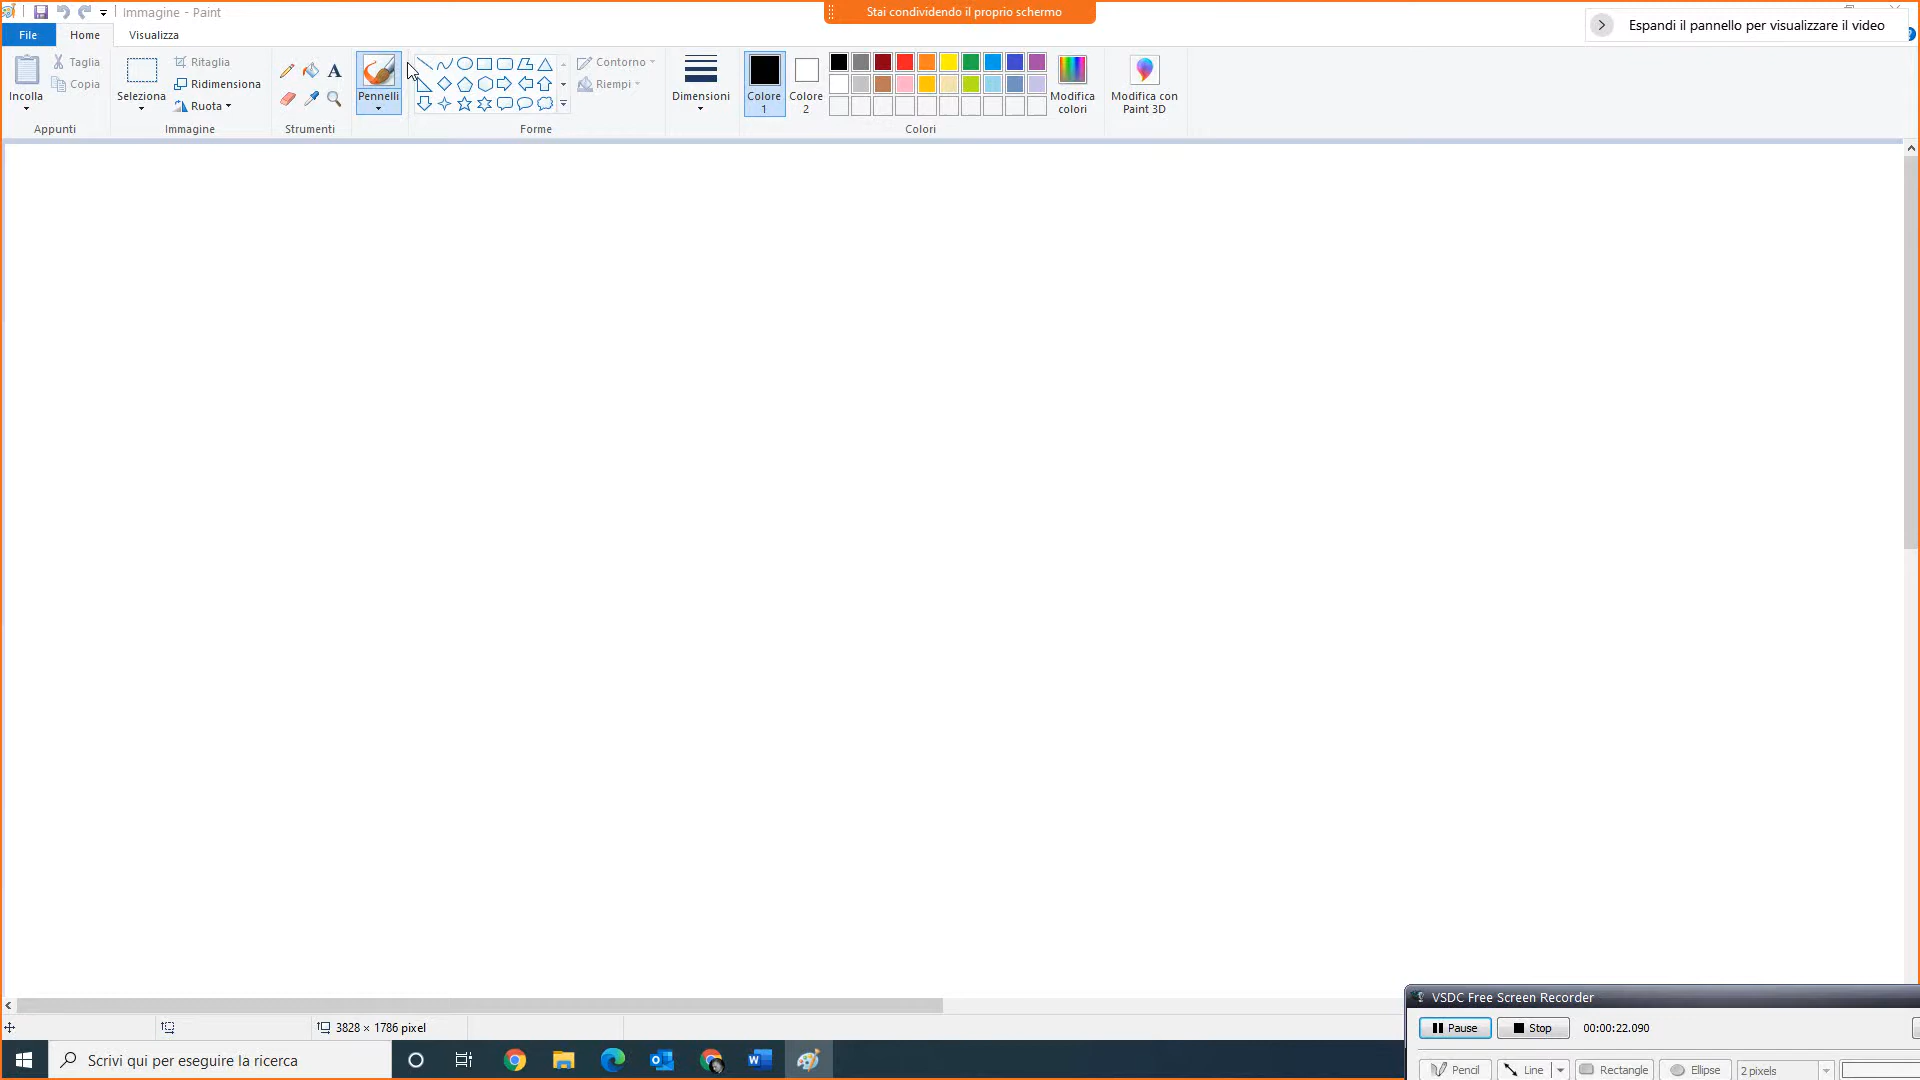 Immagine - Paint
Stai condividendo il proprio schermo
Espandi il pannello per visualizzare il video
File
Home
Visualizza
Incolla
Taglia
Copia
Appunti
Seleziona
Ritaglia
Ridimensiona
Ruota
Immagine
A
Strumenti
Pennelli
Contorno
Riempi
Forme
Dimensioni
Colore
1
Colore
2
Modifica
colori
Colori
Modifica con
Paint 3D
3828 × 1786 pixel
VSDC Free Screen Recorder
Pause
Stop
00:00:22.090
Pencil
Line
Rectangle
Ellipse
2 pixels
Scrivi qui per eseguire la ricerca